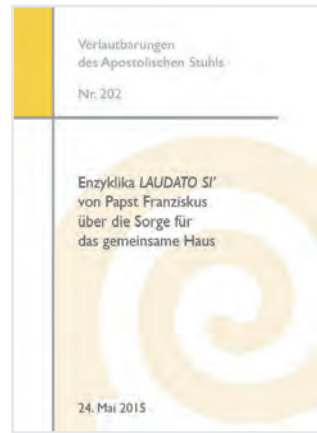 Verlautbarungen
des Apostolischen Stuhls
Nr. 202
Enzyklika LAUDATO SI’
von Papst Franziskus
über die Sorge für
das gemeinsame Haus
24. Mai 2015